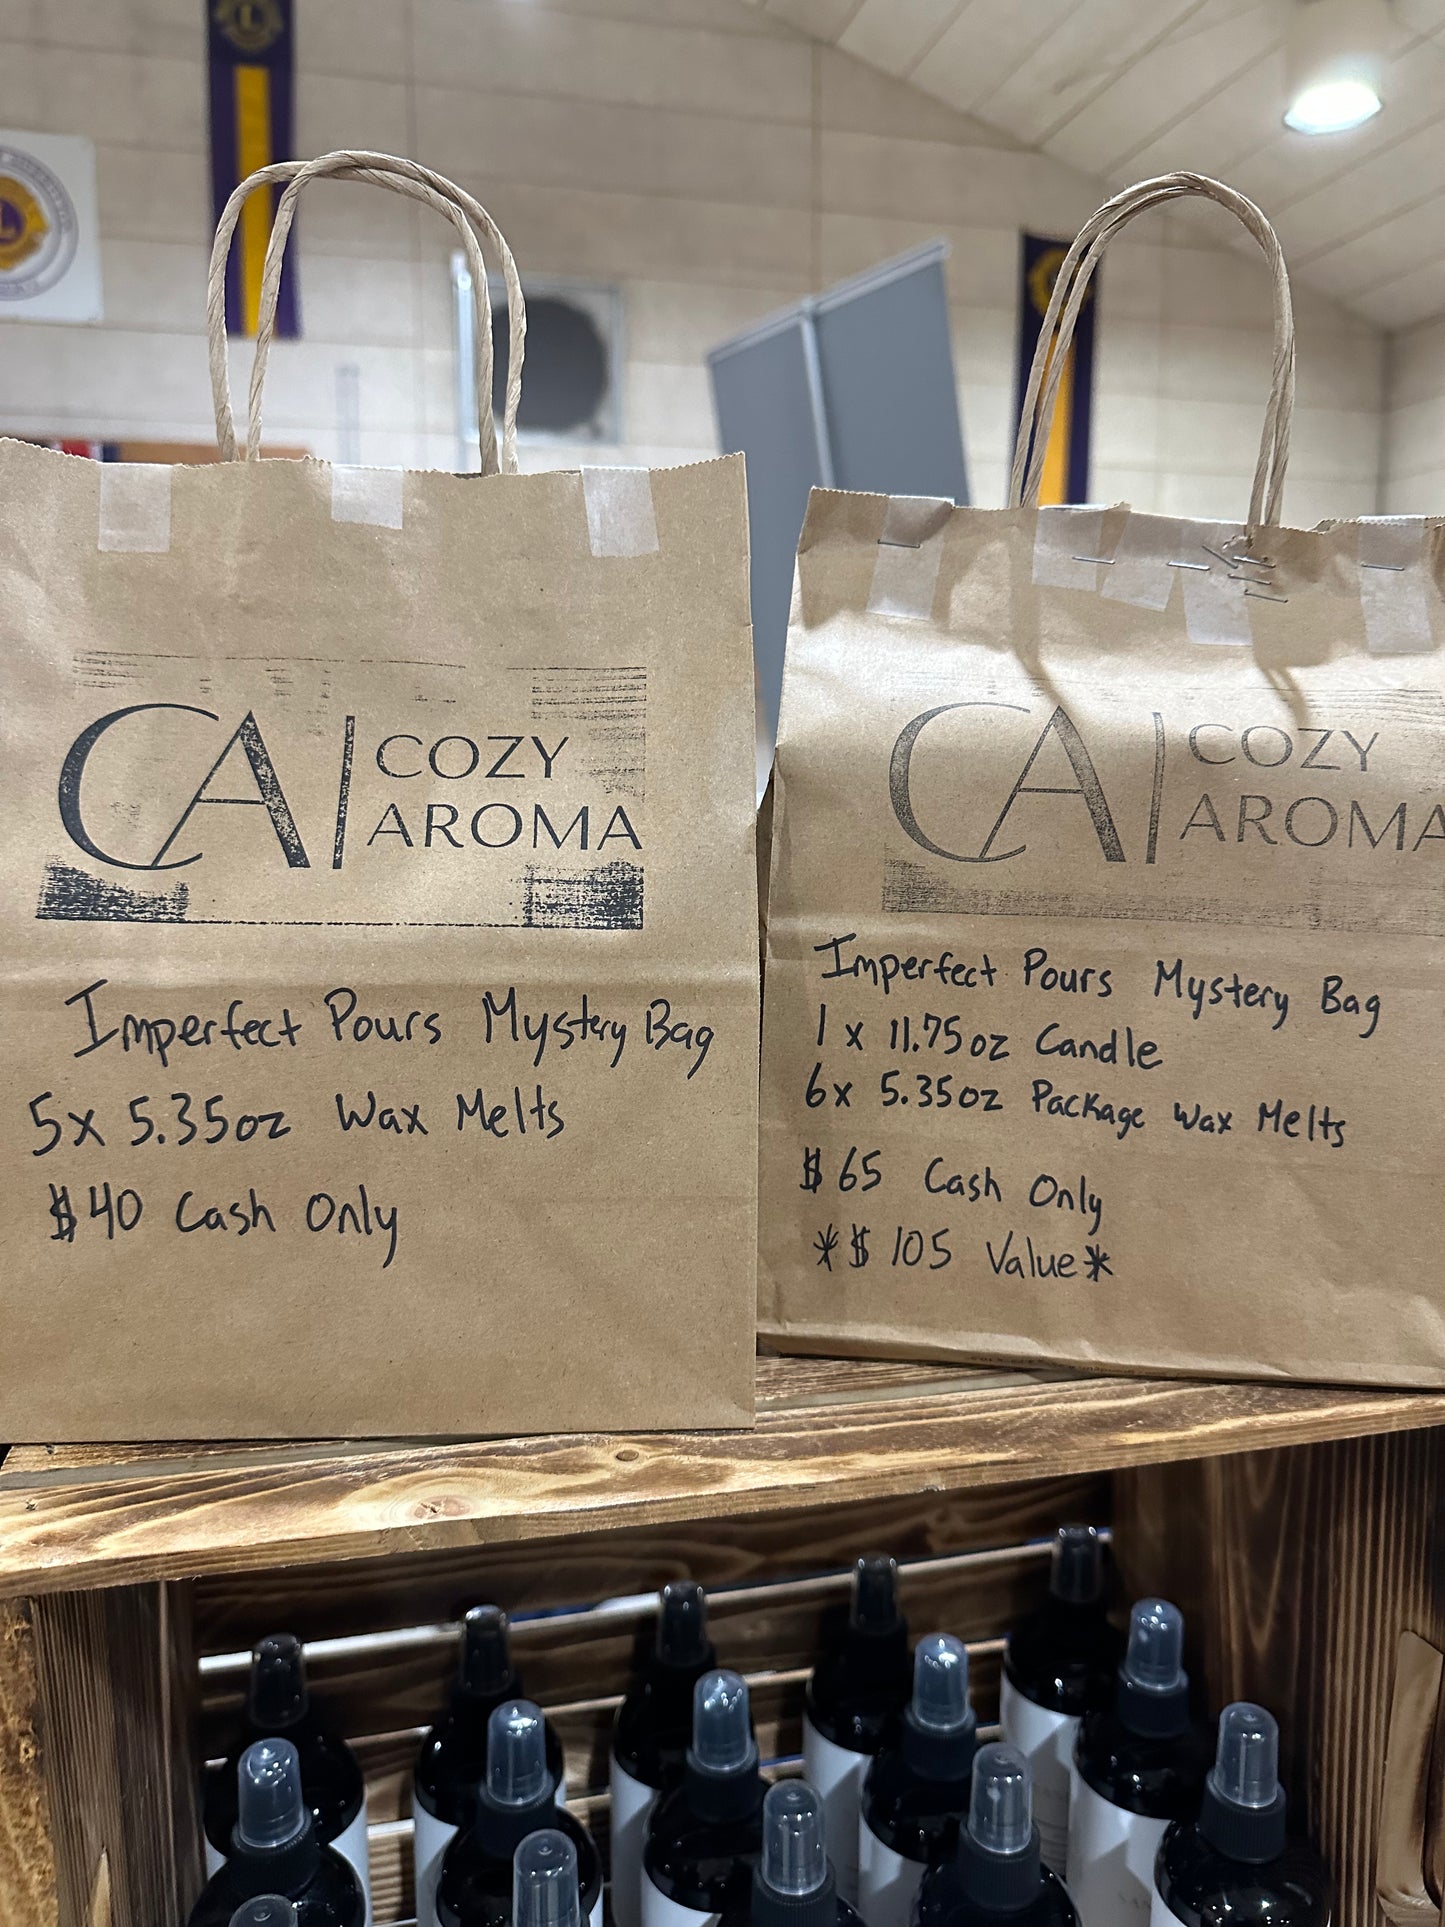 CA | COZY
AROMA
Imperfect Pours Mystery Bag
5x 5.35oz Wax Melts
$40 Cash Only
CA | COZY
AROMA
Imperfect Pours Mystery Bag
1 x 11.75oz Candle
6x 5.35oz Package Wax Melts
$65 Cash Only
*$105 Value*